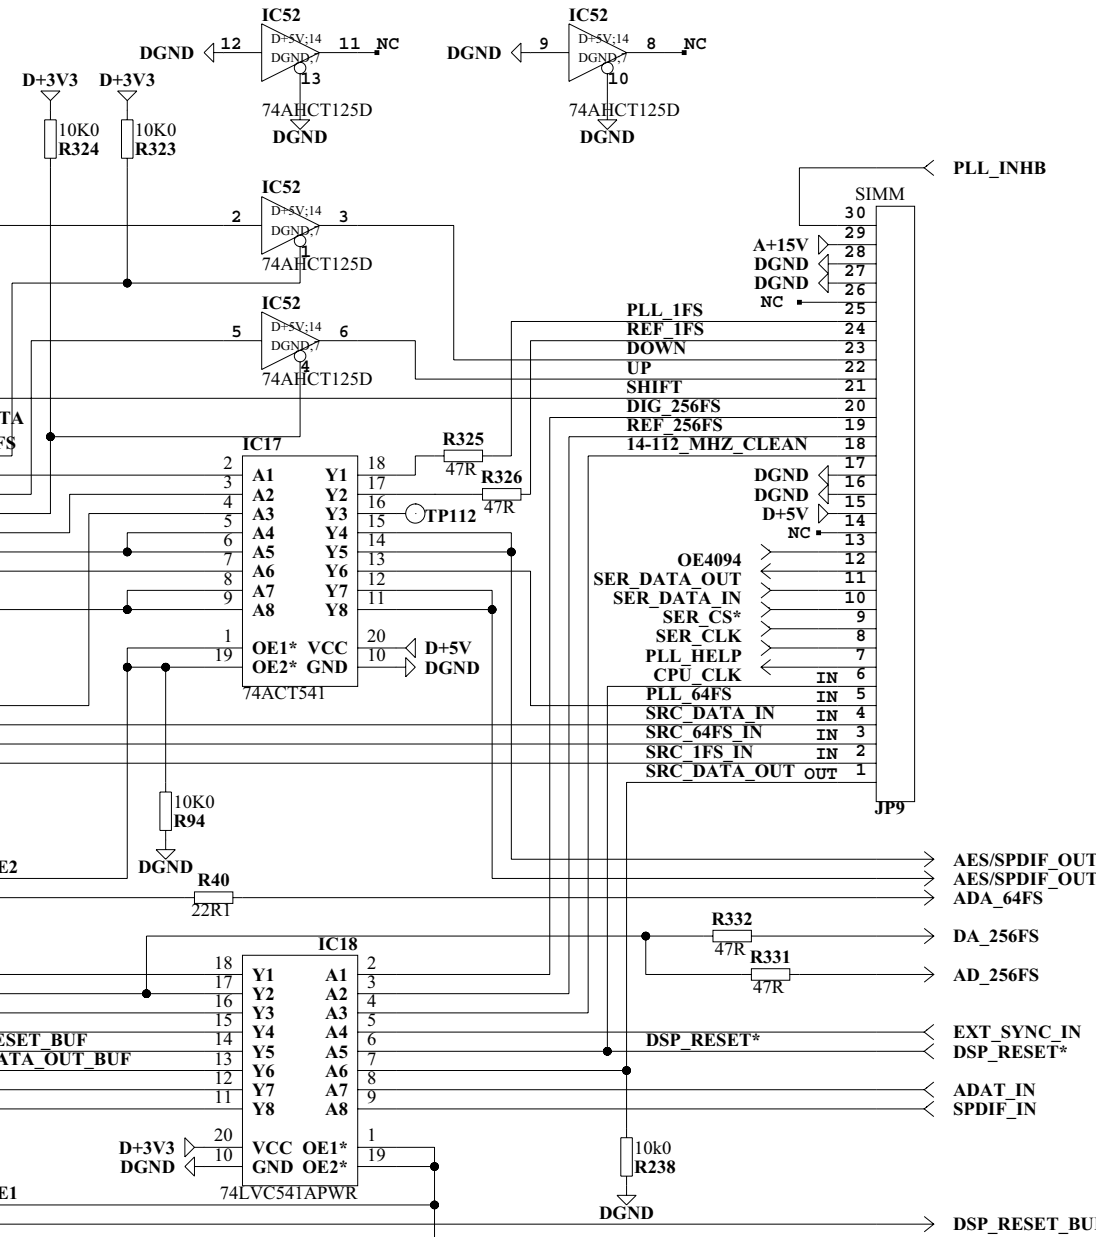 IC52
D+5V;14
DGND;7
DGND 12 11 NC
13
74AHCT125D
DGND
IC52
D+5V;14
DGND;7
DGND 9 8 NC
10
74AHCT125D
DGND
D+3V3 D+3V3
10K0
R324
10K0
R323
IC52
D+5V;14
DGND;7
2 3
1
74AHCT125D
IC52
D+5V;14
DGND;7
5 6
4
74AHCT125D
TA
FS
IC17
2 A1 Y1 18
3 A2 Y2 17
4 A3 Y3 16
5 A4 Y4 15
6 A5 Y5 14
7 A6 Y6 13
8 A7 Y7 12
9 A8 Y8 11
1 OE1* VCC 20 D+5V
19 OE2* GND 10 DGND
74ACT541
R325
47R
R326
47R
TP112
10K0
R94
DGND
E2
R40
22R1
PLL_INHB
SIMM
30
29
A+15V 28
DGND 27
DGND 26
NC 25
PLL_1FS 24
REF_1FS 23
DOWN 22
UP 21
SHIFT 20
DIG_256FS 19
REF_256FS 18
14-112_MHZ_CLEAN 17
DGND 16
DGND 15
D+5V 14
NC 13
OE4094 12
SER_DATA_OUT 11
SER_DATA_IN 10
SER_CS* 9
SER_CLK 8
PLL_HELP 7
CPU_CLK IN 6
PLL_64FS IN 5
SRC_DATA_IN IN 4
SRC_64FS_IN IN 3
SRC_1FS_IN IN 2
SRC_DATA_OUT OUT 1
JP9
AES/SPDIF_OUT
AES/SPDIF_OUT
ADA_64FS
R332
47R
DA_256FS
R331
47R
AD_256FS
IC18
18 Y1 A1 2
17 Y2 A2 3
16 Y3 A3 4
15 Y4 A4 5
14 Y5 A5 6
13 Y6 A6 7
12 Y7 A7 8
11 Y8 A8 9
D+3V3 20 VCC OE1* 1
DGND 10 GND OE2* 19
74LVC541APWR
ESET_BUF
ATA_OUT_BUF
DSP_RESET*
EXT_SYNC_IN
DSP_RESET*
ADAT_IN
SPDIF_IN
10k0
R238
DGND
E1
DSP_RESET_BU